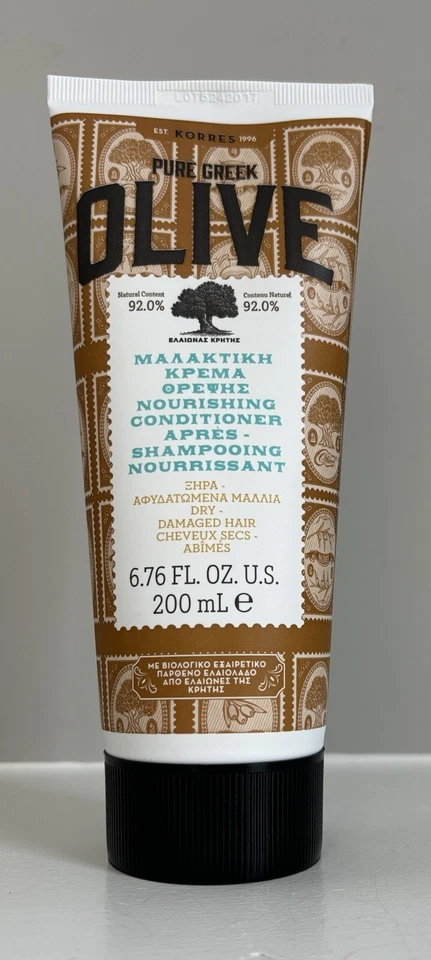 LOT6242017
EST. KORRES 1996
PURE GREEK
OLIVE
Natural Content
92.0%
Contenu Naturel
92.0%
ΕΛΑΙΩΝΑΣ ΚΡΗΤΗΣ
ΜΑΛΑΚΤΙΚΗ
ΚΡΕΜΑ
ΘΡΕΨΗΣ
NOURISHING
CONDITIONER
APRÈS -
SHAMPOOING
NOURRISSANT
ΞΗΡΑ -
ΑΦΥΔΑΤΩΜΕΝΑ ΜΑΛΛΙΑ
DRY -
DAMAGED HAIR
CHEVEUX SECS -
ABÎMÉS
6.76 FL. OZ. U.S.
200 mL e
ΜΕ ΒΙΟΛΟΓΙΚΟ ΕΞΑΙΡΕΤΙΚΟ
ΠΑΡΘΕΝΟ ΕΛΑΙΟΛΑΔΟ
ΑΠΟ ΕΛΑΙΩΝΕΣ ΤΗΣ
ΚΡΗΤΗΣ